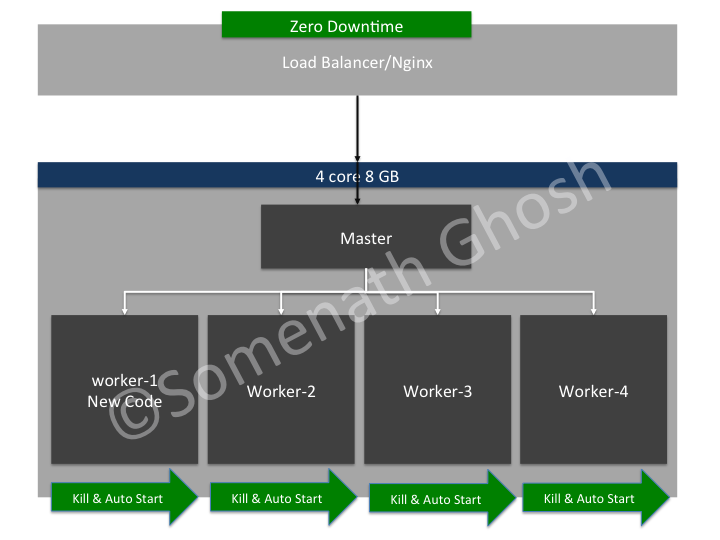 Zero Downtime
Load Balancer/Nginx
4 core 8 GB
Master
worker-1
New Code
Worker-2
Worker-3
Worker-4
©Somenath Ghosh
Kill & Auto Start
Kill & Auto Start
Kill & Auto Start
Kill & Auto Start